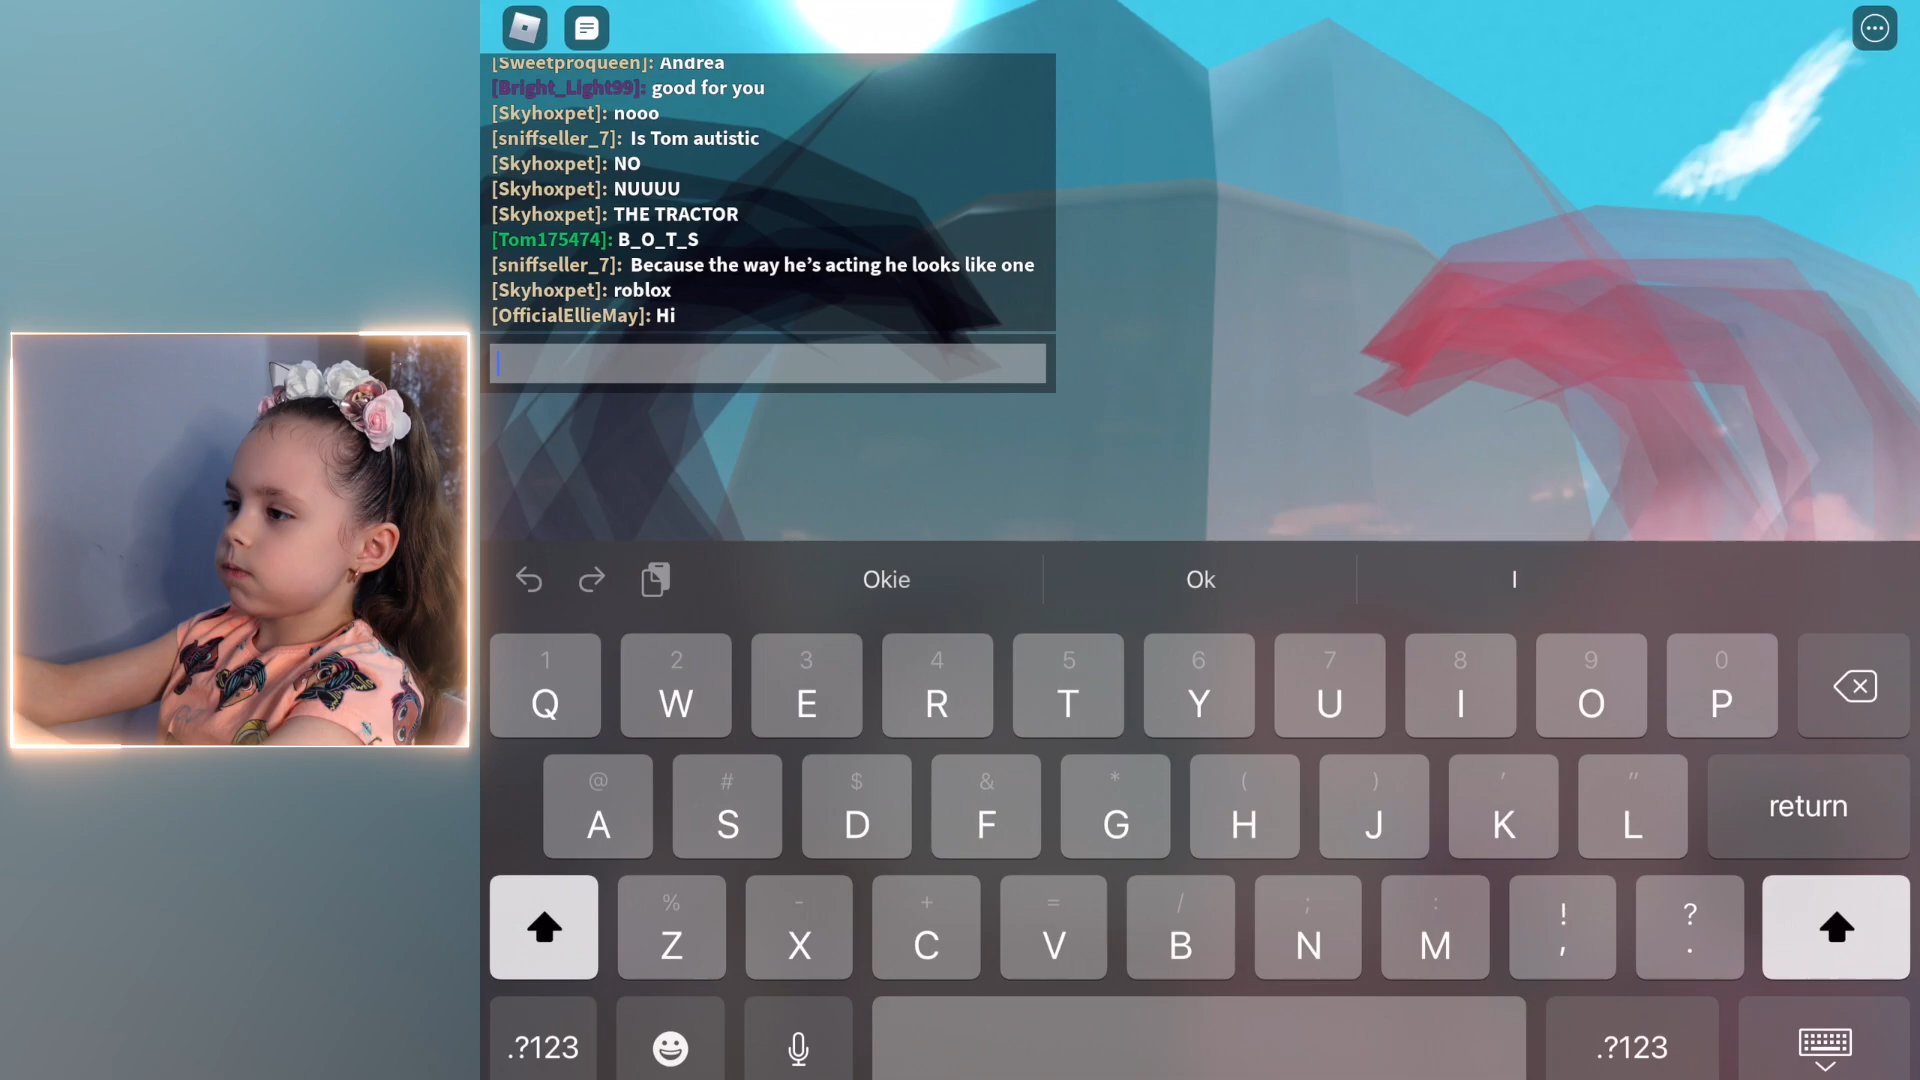 [Sweetproqueen]: Andrea
[Bright_Light99]: good for you
[Skyhoxpet]: nooo
[sniffseller_7]: Is Tom autistic
[Skyhoxpet]: NO
[Skyhoxpet]: NUUUU
[Skyhoxpet]: THE TRACTOR
[Tom175474]: B_O_T_S
[sniffseller_7]: Because the way he’s acting he looks like one
[Skyhoxpet]: roblox
[OfficialEllieMay]: Hi
Okie Ok I
1 2 3 4 5 6 7 8 9 0
Q W E R T Y U I O P
@ # $ & * ( ) ' "
A S D F G H J K L return
% - + = / ; : ! ?
Z X C V B N M , .
.?123 .?123